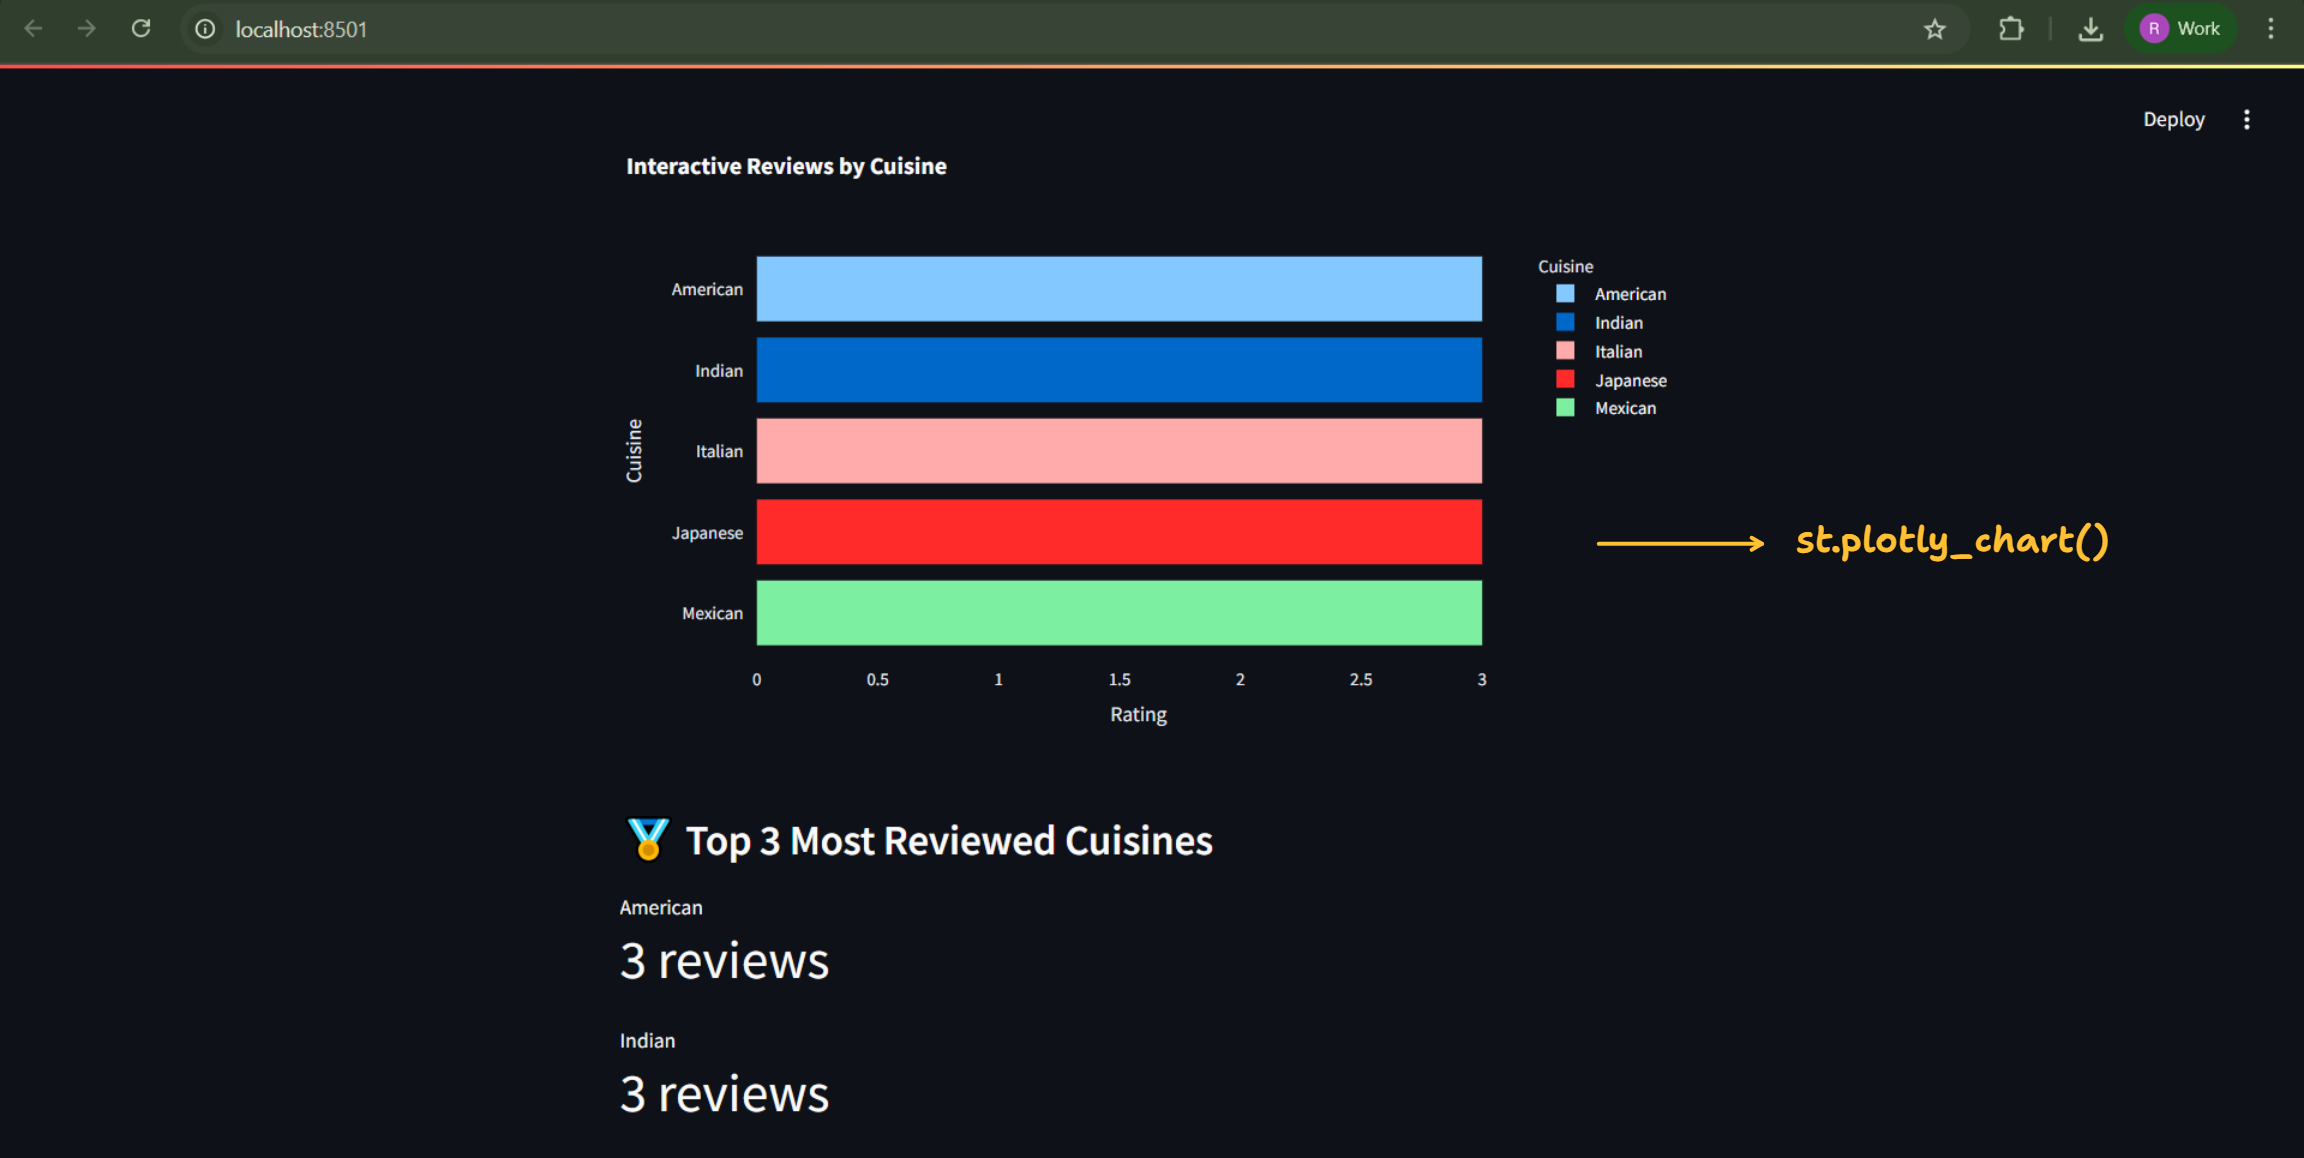 localhost:8501
R Work
Deploy
Interactive Reviews by Cuisine
Cuisine
American
Indian
Italian
Japanese
Mexican
0 0.5 1 1.5 2 2.5 3
Rating
Cuisine
American
Indian
Italian
Japanese
Mexican
st.plotly_chart()
Top 3 Most Reviewed Cuisines
American
3 reviews
Indian
3 reviews